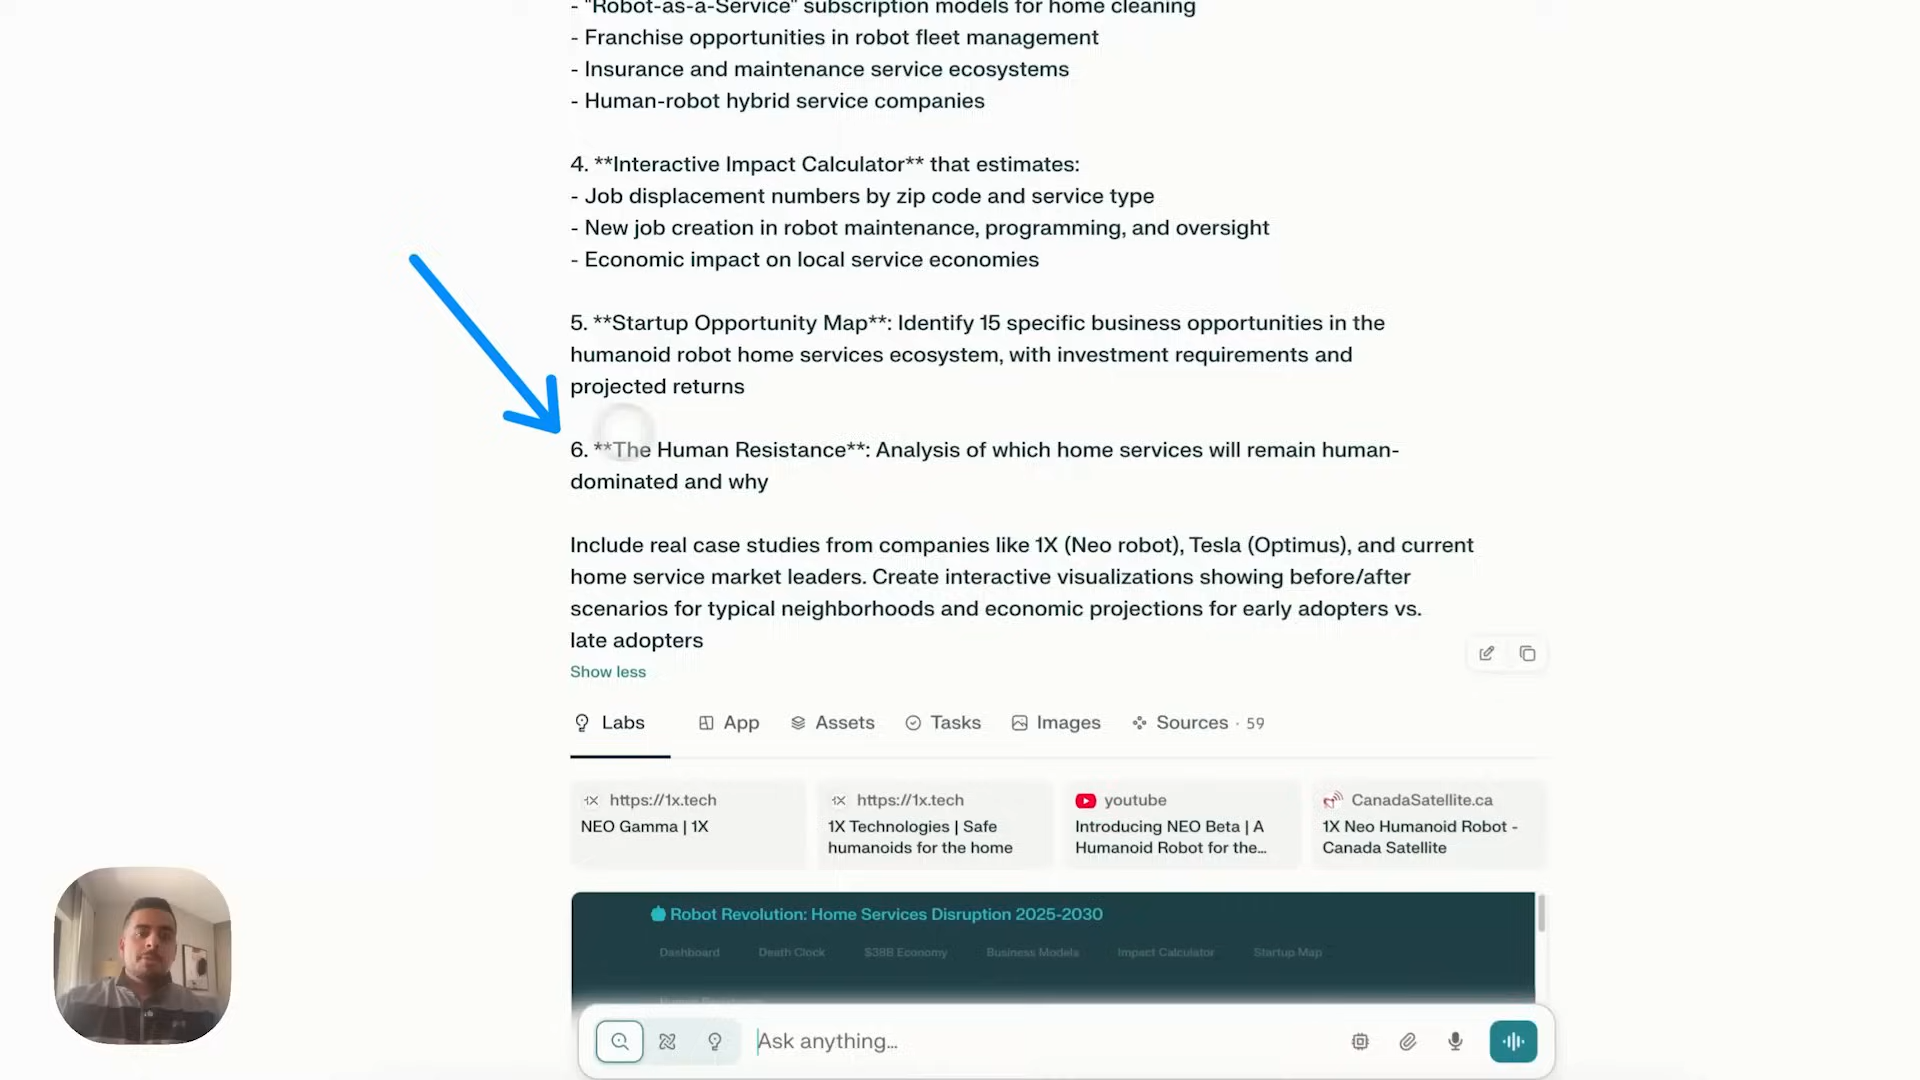 - "Robot-as-a-Service" subscription models for home cleaning
- Franchise opportunities in robot fleet management
- Insurance and maintenance service ecosystems
- Human-robot hybrid service companies
4. **Interactive Impact Calculator** that estimates:
- Job displacement numbers by zip code and service type
- New job creation in robot maintenance, programming, and oversight
- Economic impact on local service economies
5. **Startup Opportunity Map**: Identify 15 specific business opportunities in the
humanoid robot home services ecosystem, with investment requirements and
projected returns
6. **The Human Resistance**: Analysis of which home services will remain human-
dominated and why
Include real case studies from companies like 1X (Neo robot), Tesla (Optimus), and current
home service market leaders. Create interactive visualizations showing before/after
scenarios for typical neighborhoods and economic projections for early adopters vs.
late adopters
Show less
Labs App Assets Tasks Images Sources · 59
https://1x.tech
NEO Gamma | 1X
https://1x.tech
1X Technologies | Safe
humanoids for the home
youtube
Introducing NEO Beta | A
Humanoid Robot for the...
CanadaSatellite.ca
1X Neo Humanoid Robot -
Canada Satellite
Robot Revolution: Home Services Disruption 2025-2030
Dashboard Death Clock $38B Economy Business Models Impact Calculator Startup Map
Ask anything...